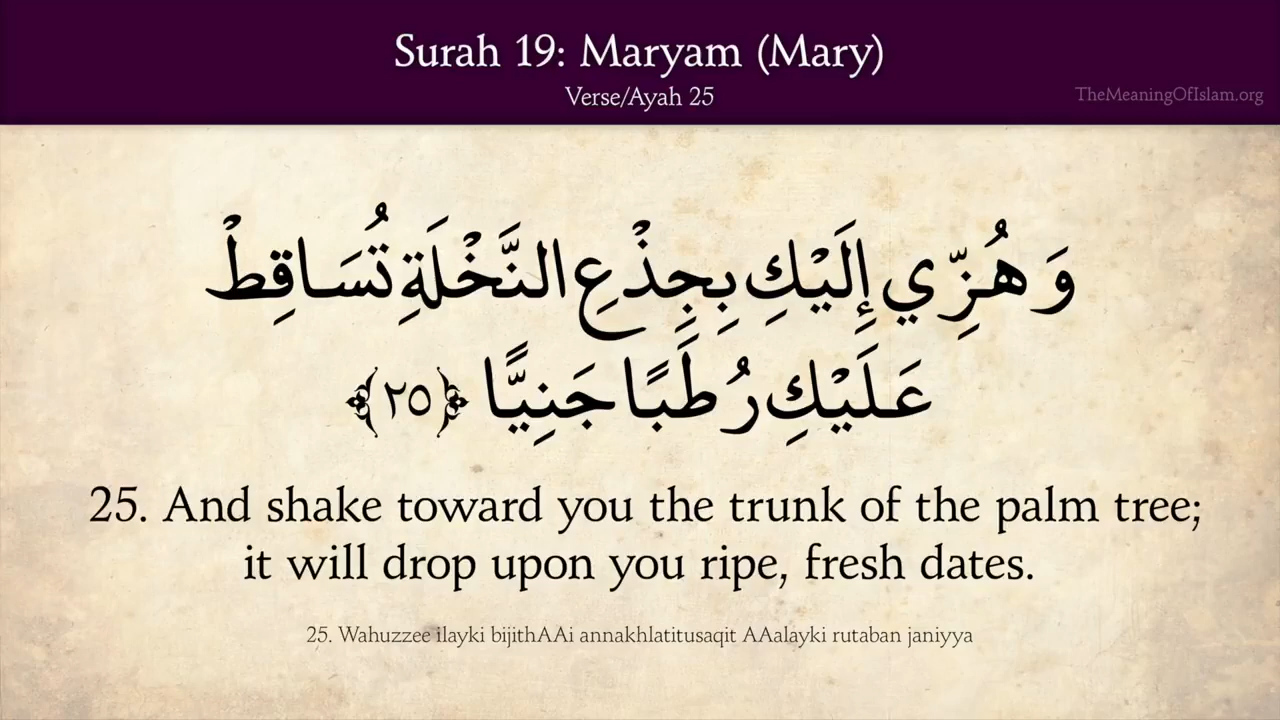 Surah 19: Maryam (Mary)
Verse/Ayah 25
TheMeaningOfIslam.org
وَهُزِّي إِلَيْكِ بِجِذْعِ النَّخْلَةِ تُسَاقِطْ
عَلَيْكِ رُطَبًا جَنِيًّا ﴿٢٥﴾
25. And shake toward you the trunk of the palm tree;
it will drop upon you ripe, fresh dates.
25. Wahuzzee ilayki bijithAAi annakhlatitusaqit AAalayki rutaban janiyya